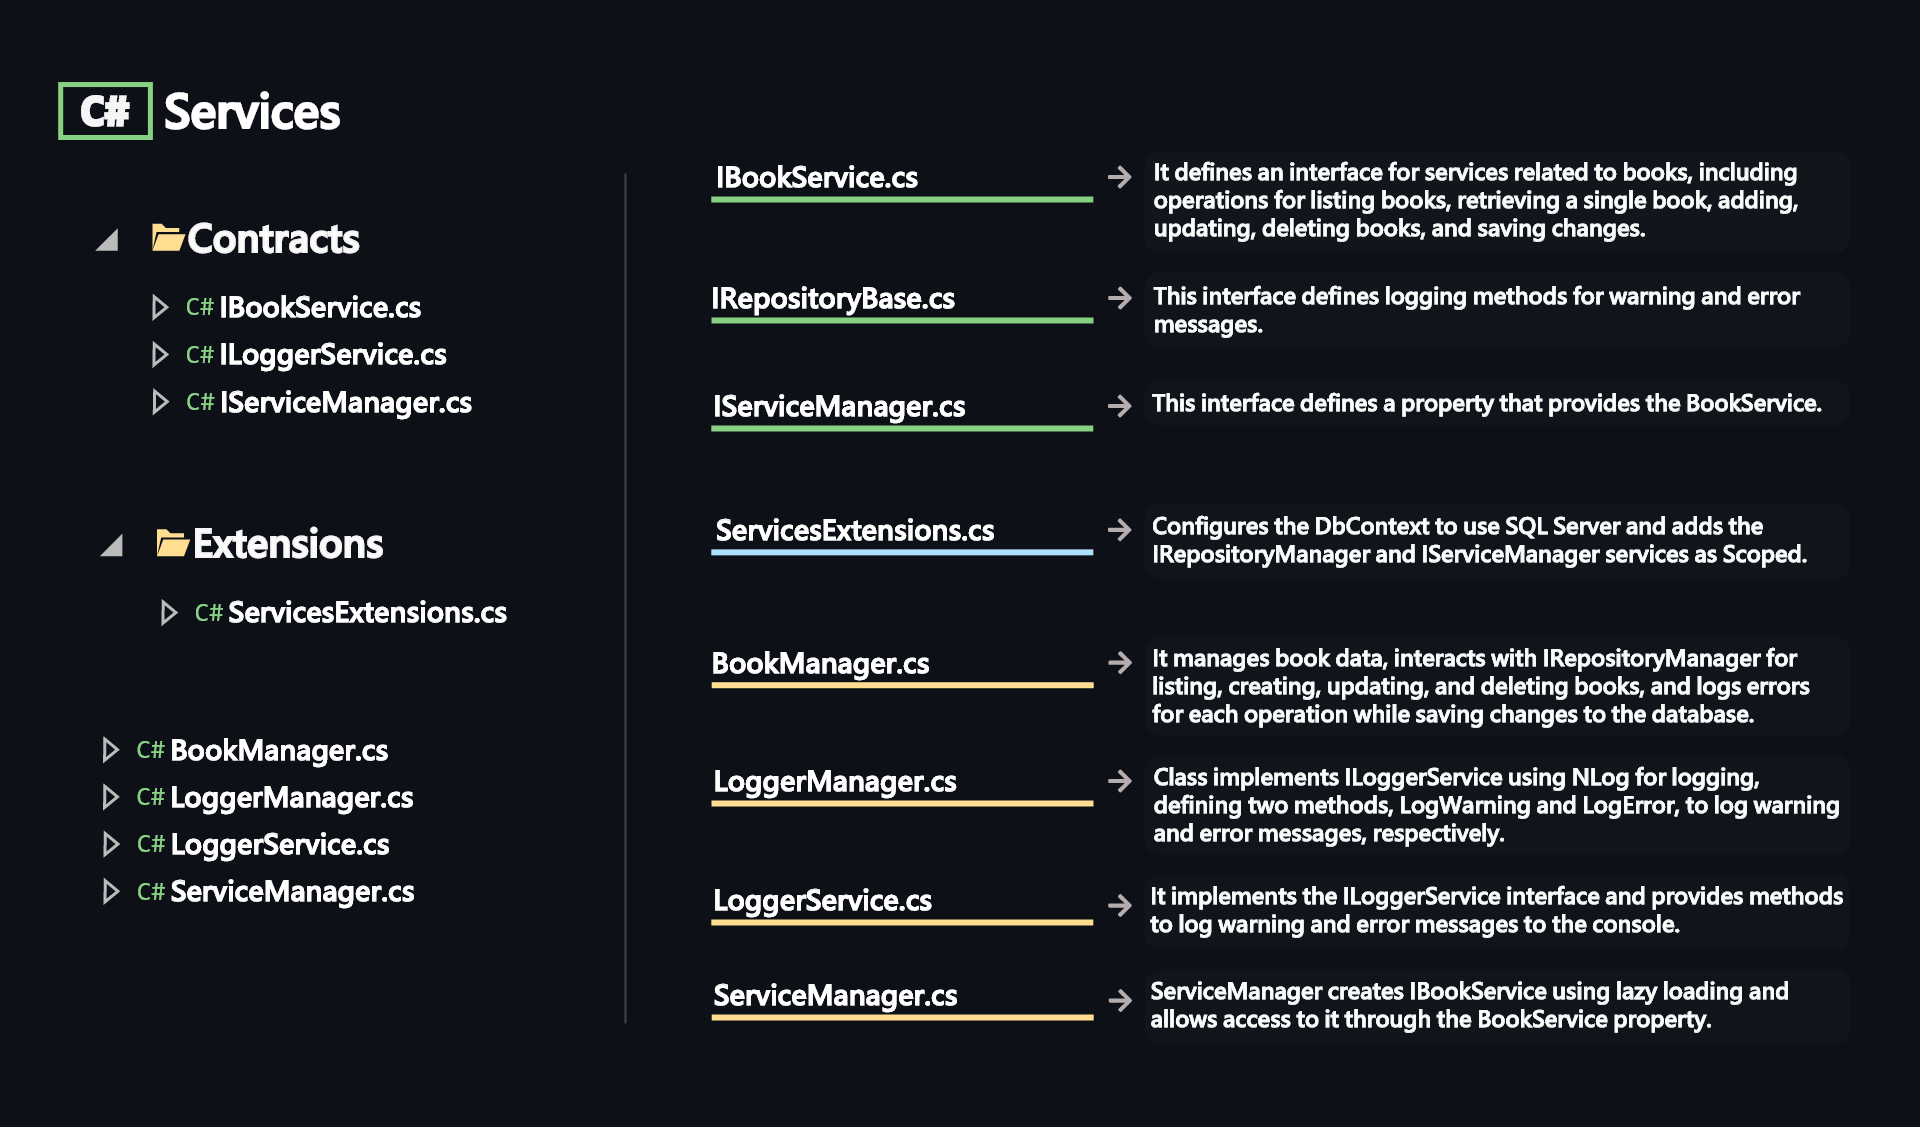 C# Services
Contracts
C# IBookService.cs
C# ILoggerService.cs
C# IServiceManager.cs
Extensions
C# ServicesExtensions.cs
C# BookManager.cs
C# LoggerManager.cs
C# LoggerService.cs
C# ServiceManager.cs
IBookService.cs
It defines an interface for services related to books, including
operations for listing books, retrieving a single book, adding,
updating, deleting books, and saving changes.
IRepositoryBase.cs
This interface defines logging methods for warning and error
messages.
IServiceManager.cs
This interface defines a property that provides the BookService.
ServicesExtensions.cs
Configures the DbContext to use SQL Server and adds the
IRepositoryManager and IServiceManager services as Scoped.
BookManager.cs
It manages book data, interacts with IRepositoryManager for
listing, creating, updating, and deleting books, and logs errors
for each operation while saving changes to the database.
LoggerManager.cs
Class implements ILoggerService using NLog for logging,
defining two methods, LogWarning and LogError, to log warning
and error messages, respectively.
LoggerService.cs
It implements the ILoggerService interface and provides methods
to log warning and error messages to the console.
ServiceManager.cs
ServiceManager creates IBookService using lazy loading and
allows access to it through the BookService property.